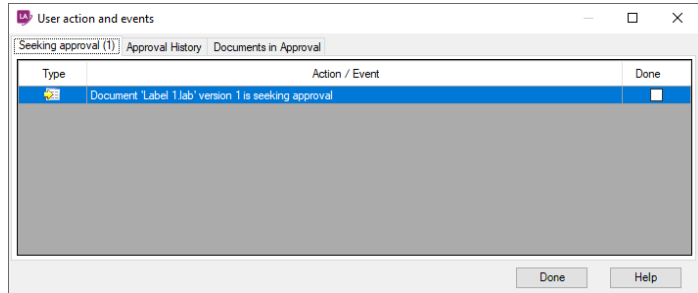 LA User action and events
Seeking approval (1) Approval History Documents in Approval
Type Action / Event Done
Document 'Label 1.lab' version 1 is seeking approval
Done Help